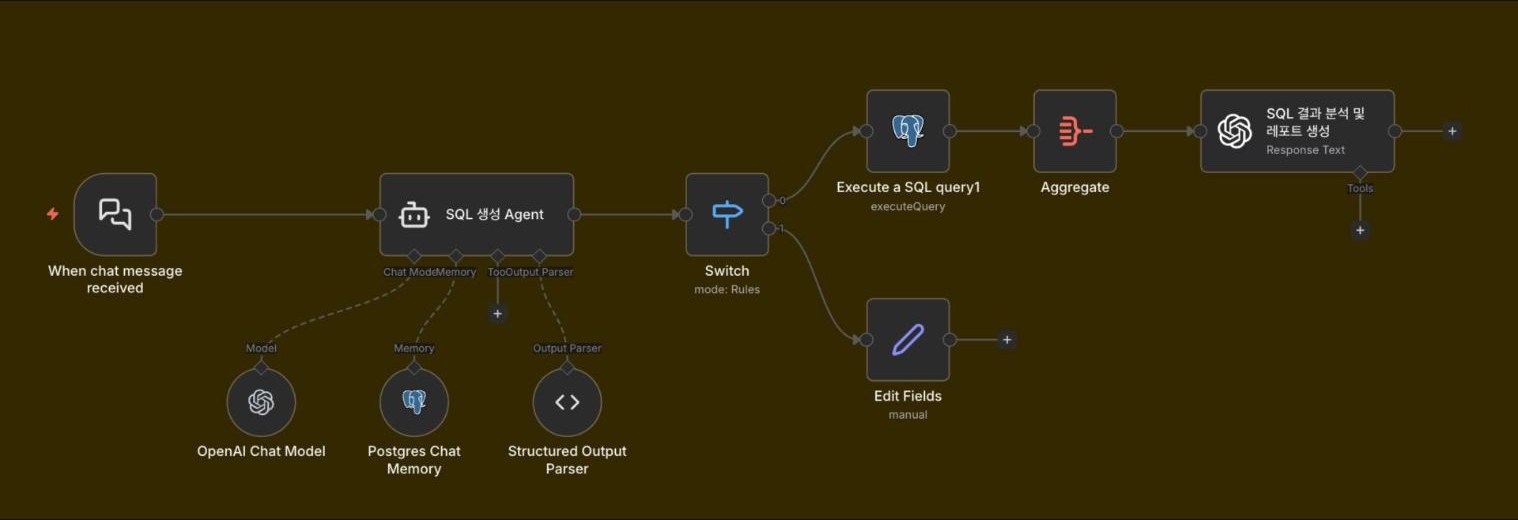 When chat message
received
SQL 생성 Agent
Chat Mode
Memory
Too
Output Parser
Model
OpenAI Chat Model
Memory
Postgres Chat
Memory
Output Parser
Structured Output
Parser
Switch
mode: Rules
0
1
Execute a SQL query1
executeQuery
Aggregate
SQL 결과 분석 및
레포트 생성
Response Text
Tools
Edit Fields
manual